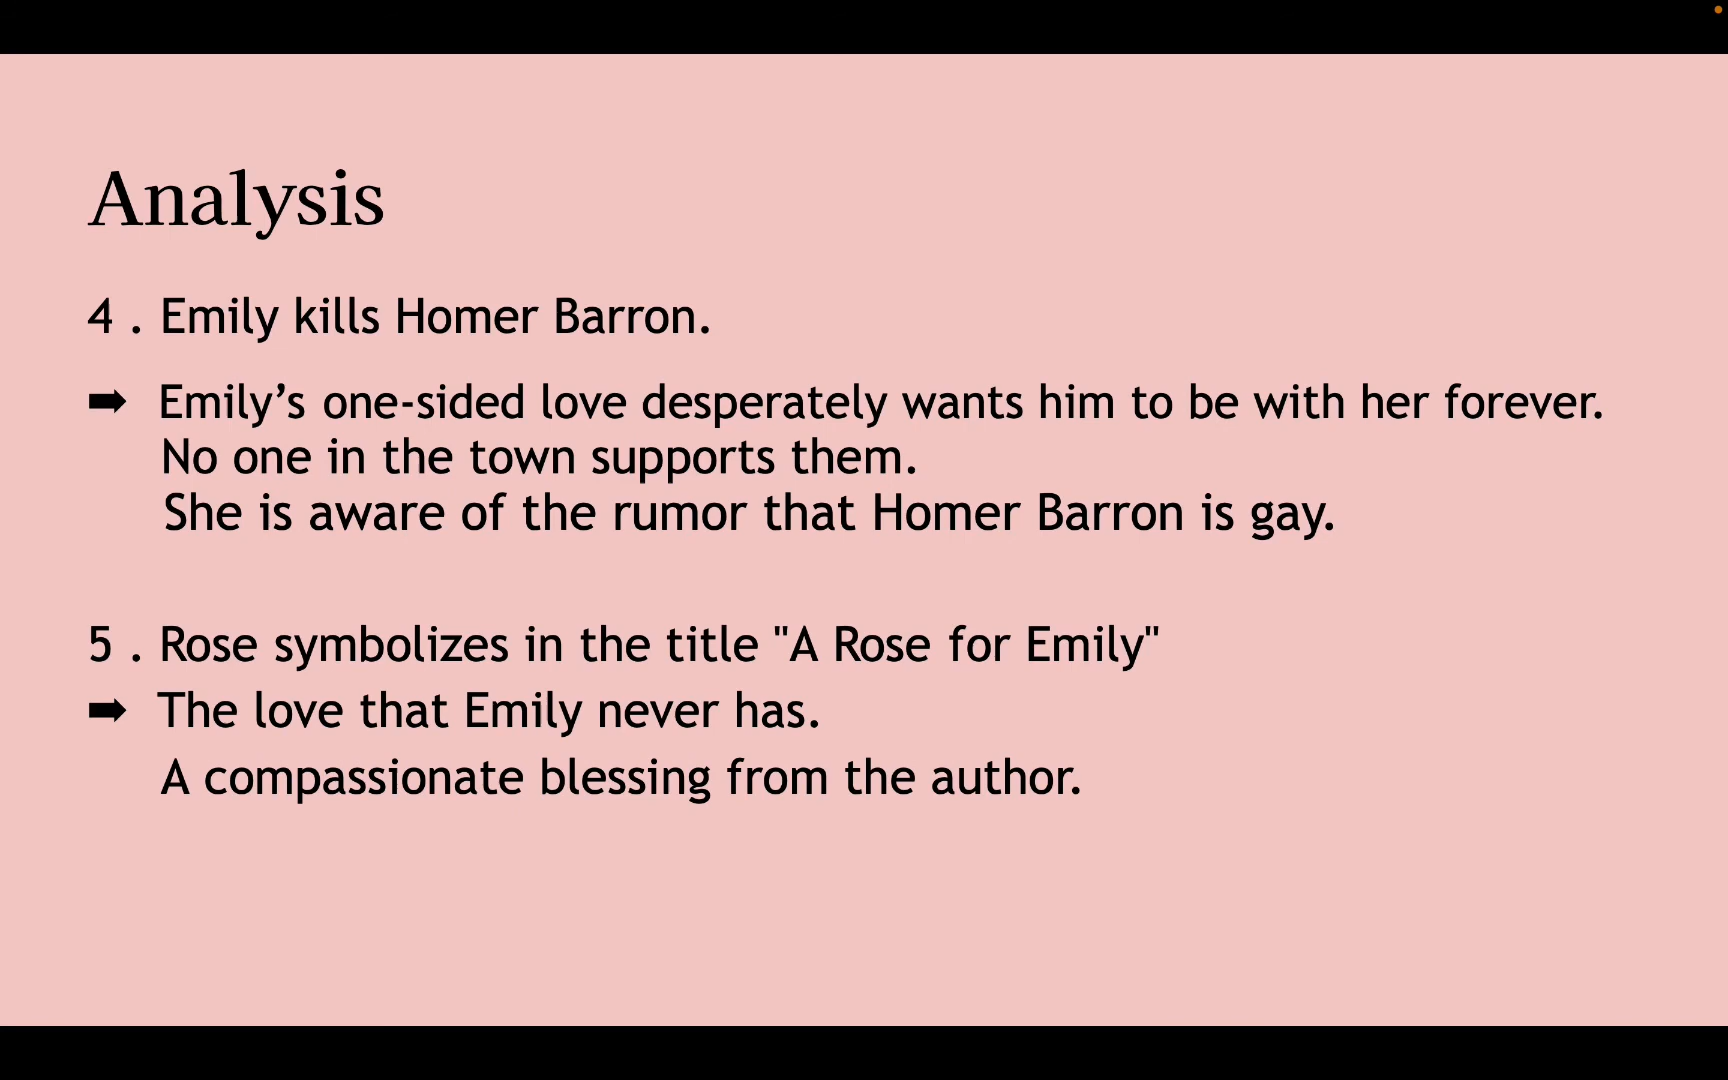 Analysis
4 . Emily kills Homer Barron.
➡ Emily’s one-sided love desperately wants him to be with her forever.
No one in the town supports them.
She is aware of the rumor that Homer Barron is gay.
5 . Rose symbolizes in the title "A Rose for Emily"
➡ The love that Emily never has.
A compassionate blessing from the author.